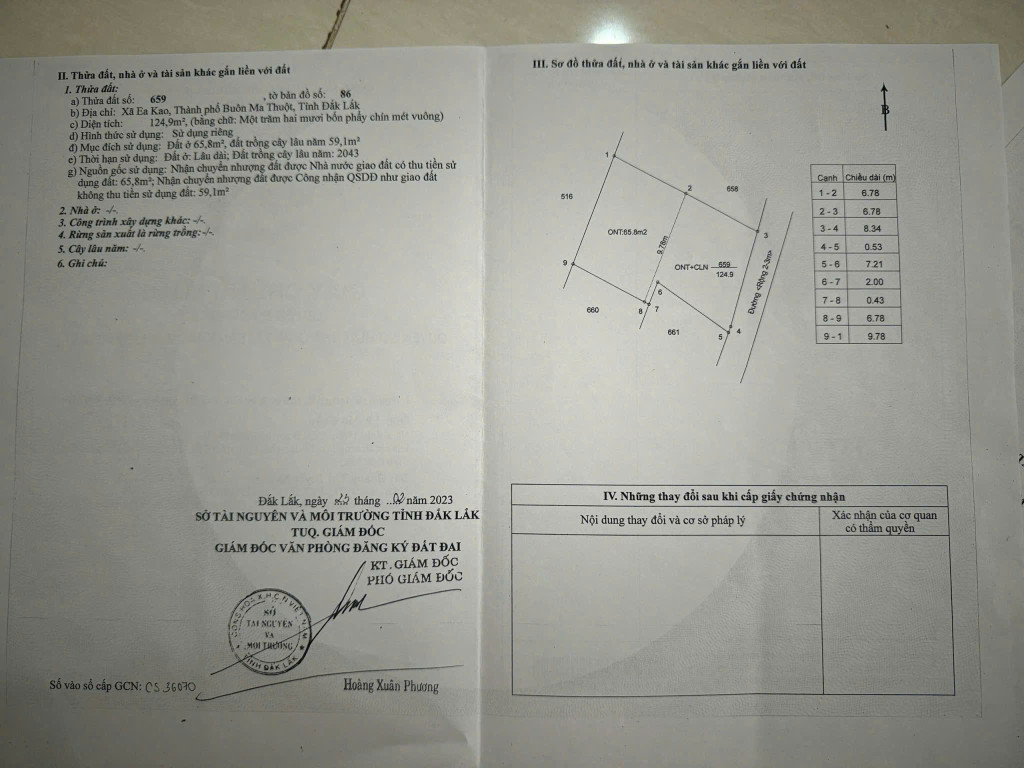 II. Thửa đất, nhà ở và tài sản khác gắn liền với đất
1. Thửa đất:
a) Thửa đất số: 659 , tờ bản đồ số: 86
b) Địa chỉ: Xã Ea Kao, Thành phố Buôn Ma Thuột, Tỉnh Đắk Lắk
c) Diện tích: 124,9m², (bằng chữ: Một trăm hai mươi bốn phẩy chín mét vuông)
d) Hình thức sử dụng: Sử dụng riêng
đ) Mục đích sử dụng: Đất ở 65,8m², đất trồng cây lâu năm 59,1m²
e) Thời hạn sử dụng: Đất ở: Lâu dài; Đất trồng cây lâu năm: 2043
g) Nguồn gốc sử dụng: Nhận chuyển nhượng đất được Nhà nước giao đất có thu tiền sử
dụng đất: 65,8m²; Nhận chuyển nhượng đất được Công nhận QSDĐ như giao đất
không thu tiền sử dụng đất: 59,1m²
2. Nhà ở: -/-.
3. Công trình xây dựng khác: -/-.
4. Rừng sản xuất là rừng trồng: -/-.
5. Cây lâu năm: -/-.
6. Ghi chú:
Đắk Lắk, ngày tháng ..02 năm 2023
SỞ TÀI NGUYÊN VÀ MÔI TRƯỜNG TỈNH ĐẮK LẮK
TUQ. GIÁM ĐỐC
GIÁM ĐỐC VĂN PHÒNG ĐĂNG KÝ ĐẤT ĐAI
KT. GIÁM ĐỐC
PHÓ GIÁM ĐỐC
CỘNG HÒA X.H.C.N VIỆT NAM
SỞ
TÀI NGUYÊN
VÀ
MÔI TRƯỜNG
TỈNH ĐẮK LẮK
Hoàng Xuân Phương
Số vào sổ cấp GCN: CS 36070
III. Sơ đồ thửa đất, nhà ở và tài sản khác gắn liền với đất
B
1
2
658
516
3
ONT:65.8m2
9.78m
ONT+CLN 659
124.9
Đường <Rộng 2-3m>
9
6
660
8
7
661
5
4
Cạnh Chiều dài (m)
1 - 2 6.78
2 - 3 6.78
3 - 4 8.34
4 - 5 0.53
5 - 6 7.21
6 - 7 2.00
7 - 8 0.43
8 - 9 6.78
9 - 1 9.78
IV. Những thay đổi sau khi cấp giấy chứng nhận
Nội dung thay đổi và cơ sở pháp lý
Xác nhận của cơ quan
có thẩm quyền